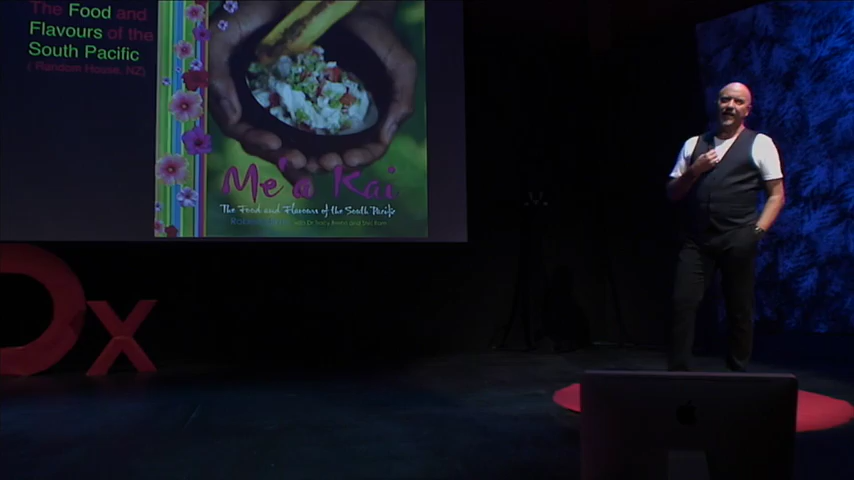 The Food and
Flavours of the
South Pacific
( Random House, NZ)
Me'a Kai
The Food and Flavours of the South Pacific
x